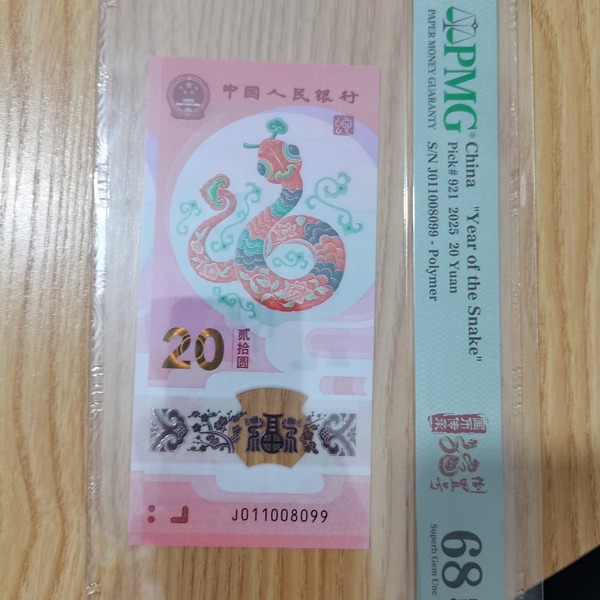 中国人民银行
20
贰拾圆
福
J011008099
PMG®
PAPER MONEY GUARANTY
China "Year of the Snake"
Pick# 921 2025 20 Yuan
S/N J011008099 - Polymer
68
Superb Gem Unc